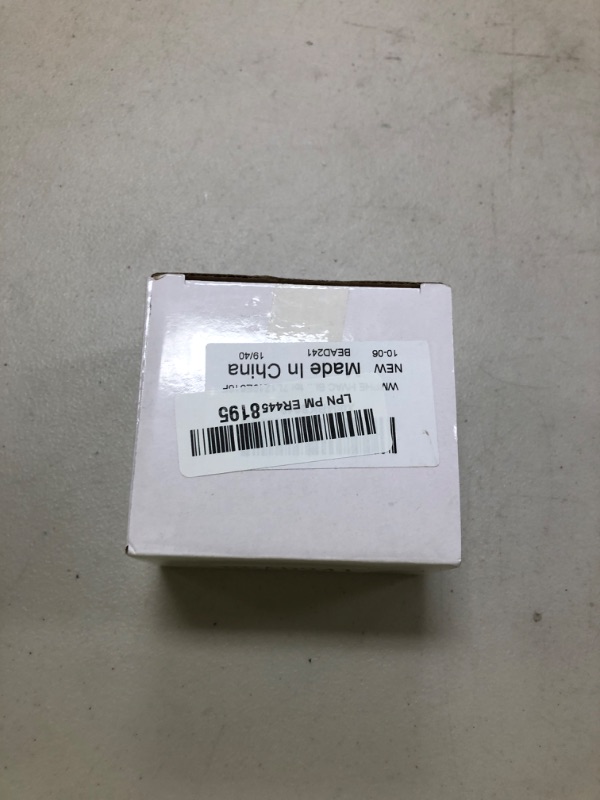 LPN PM ER4458195
NEW
Made In China
10-06
BEAD241
19/40